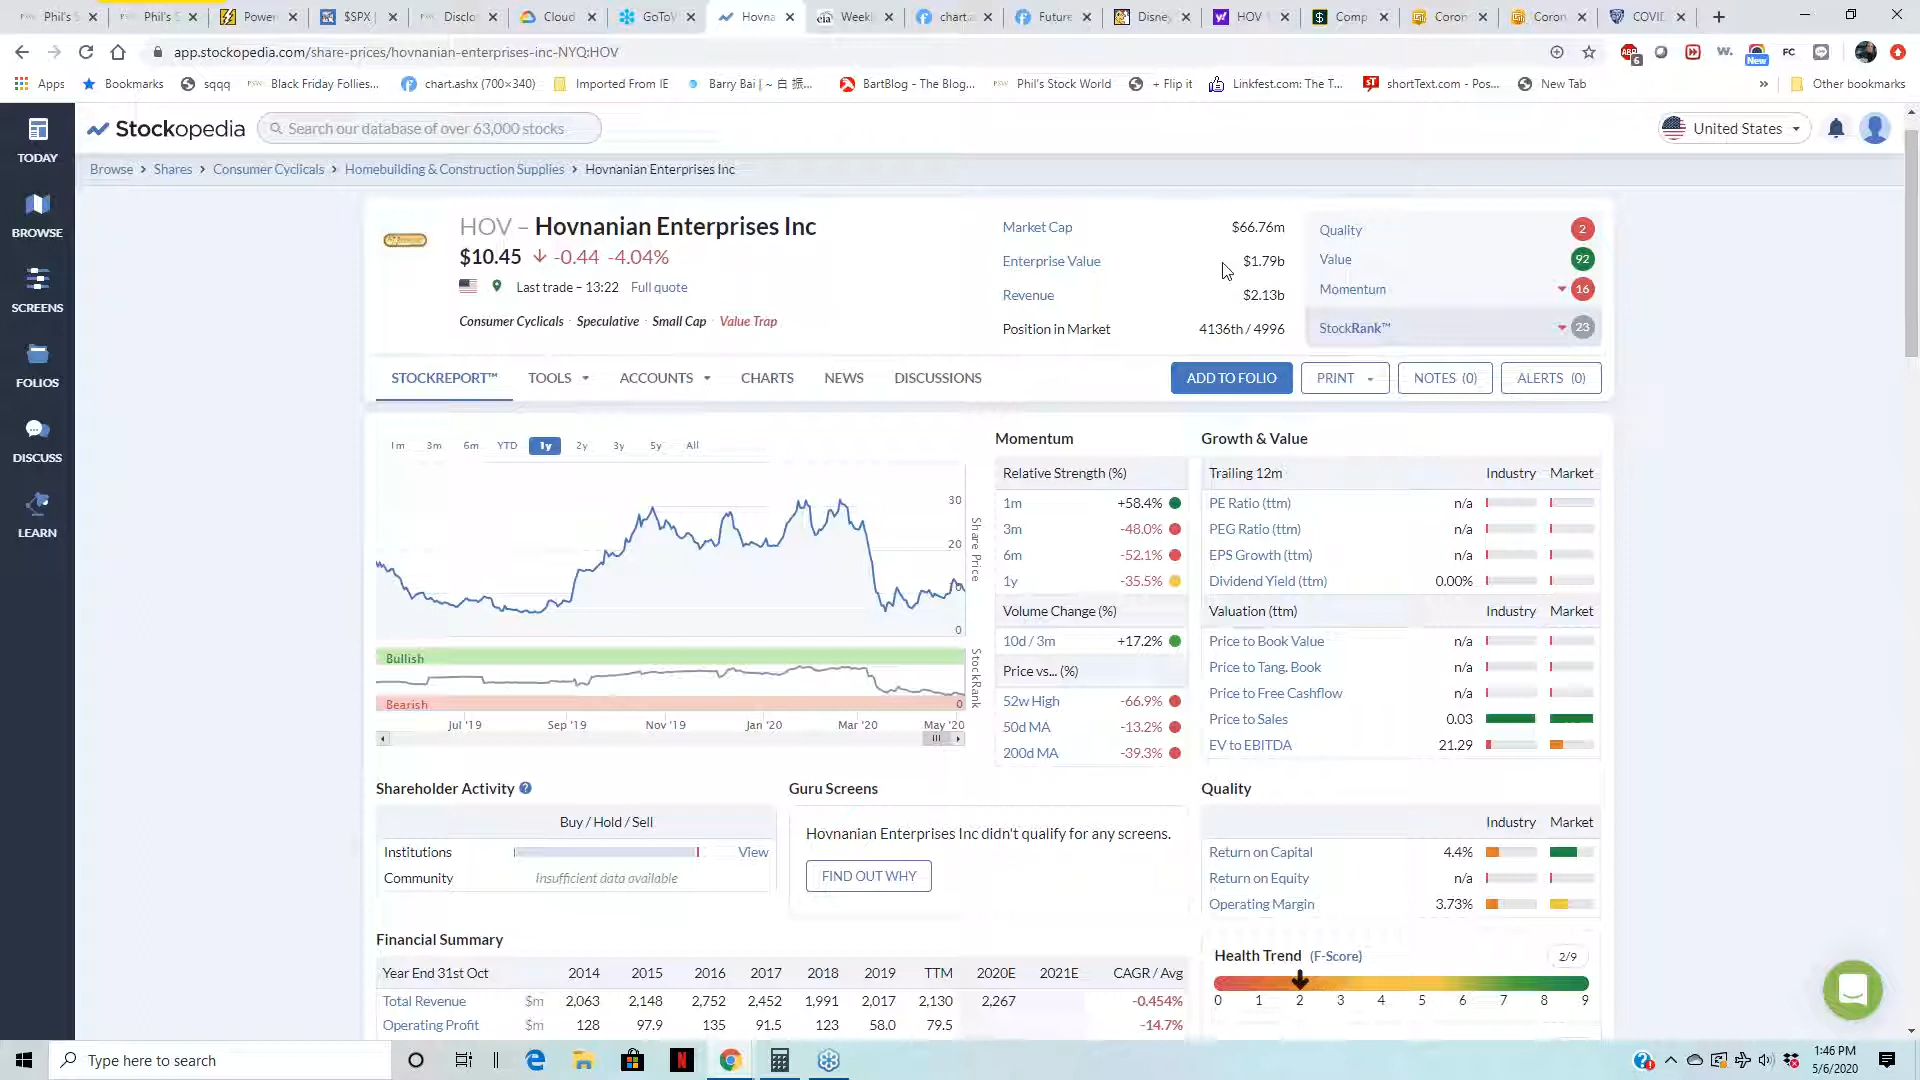 Phil's S
Phil's S
Power
$SPX |
Disclo
Cloud
GoToV
Hovna
eia
Weekl
chart.a
Future
Disney
HOV
Comp
Coron
Coron
COVID
app.stockopedia.com/share-prices/hovnanian-enterprises-inc-NYQ:HOV
ABP 6 W. New FC
Apps Bookmarks sqqq PSW Black Friday Follies... chart.ashx (700×340) Imported From IE Barry Bai | ~ 白 振... BartBlog - The Blog... PSW Phil's Stock World + Flip it Linkfest.com: The T... shortText.com - Pos... New Tab » Other bookmarks
Stockopedia
Search our database of over 63,000 stocks
United States
TODAY
BROWSE
SCREENS
FOLIOS
DISCUSS
LEARN
Browse > Shares > Consumer Cyclicals > Homebuilding & Construction Supplies > Hovnanian Enterprises Inc
HOV – Hovnanian Enterprises Inc
$10.45 -0.44 -4.04%
Last trade – 13:22 Full quote
Consumer Cyclicals · Speculative · Small Cap · Value Trap
Market Cap $66.76m
Enterprise Value $1.79b
Revenue $2.13b
Position in Market 4136th / 4996
Quality 2
Value 92
Momentum 16
StockRank™ 23
STOCKREPORT™ TOOLS ACCOUNTS CHARTS NEWS DISCUSSIONS
ADD TO FOLIO PRINT NOTES (0) ALERTS (0)
1m 3m 6m YTD 1y 2y 3y 5y All
30
20
0
Share Price
Bullish
Bearish
0
StockRank
Jul '19 Sep '19 Nov '19 Jan '20 Mar '20 May '20
Momentum
Relative Strength (%)
1m +58.4%
3m -48.0%
6m -52.1%
1y -35.5%
Volume Change (%)
10d / 3m +17.2%
Price vs... (%)
52w High -66.9%
50d MA -13.2%
200d MA -39.3%
Growth & Value
Trailing 12m Industry Market
PE Ratio (ttm) n/a
PEG Ratio (ttm) n/a
EPS Growth (ttm) n/a
Dividend Yield (ttm) 0.00%
Valuation (ttm) Industry Market
Price to Book Value n/a
Price to Tang. Book n/a
Price to Free Cashflow n/a
Price to Sales 0.03
EV to EBITDA 21.29
Shareholder Activity ?
Buy / Hold / Sell
Institutions View
Community Insufficient data available
Guru Screens
Hovnanian Enterprises Inc didn't qualify for any screens.
FIND OUT WHY
Quality
Industry Market
Return on Capital 4.4%
Return on Equity n/a
Operating Margin 3.73%
Financial Summary
Year End 31st Oct 2014 2015 2016 2017 2018 2019 TTM 2020E 2021E CAGR / Avg
Total Revenue $m 2,063 2,148 2,752 2,452 1,991 2,017 2,130 2,267 -0.454%
Operating Profit $m 128 97.9 135 91.5 123 58.0 79.5 -14.7%
Health Trend (F-Score) 2/9
0 1 2 3 4 5 6 7 8 9
Type here to search
1:46 PM
5/6/2020